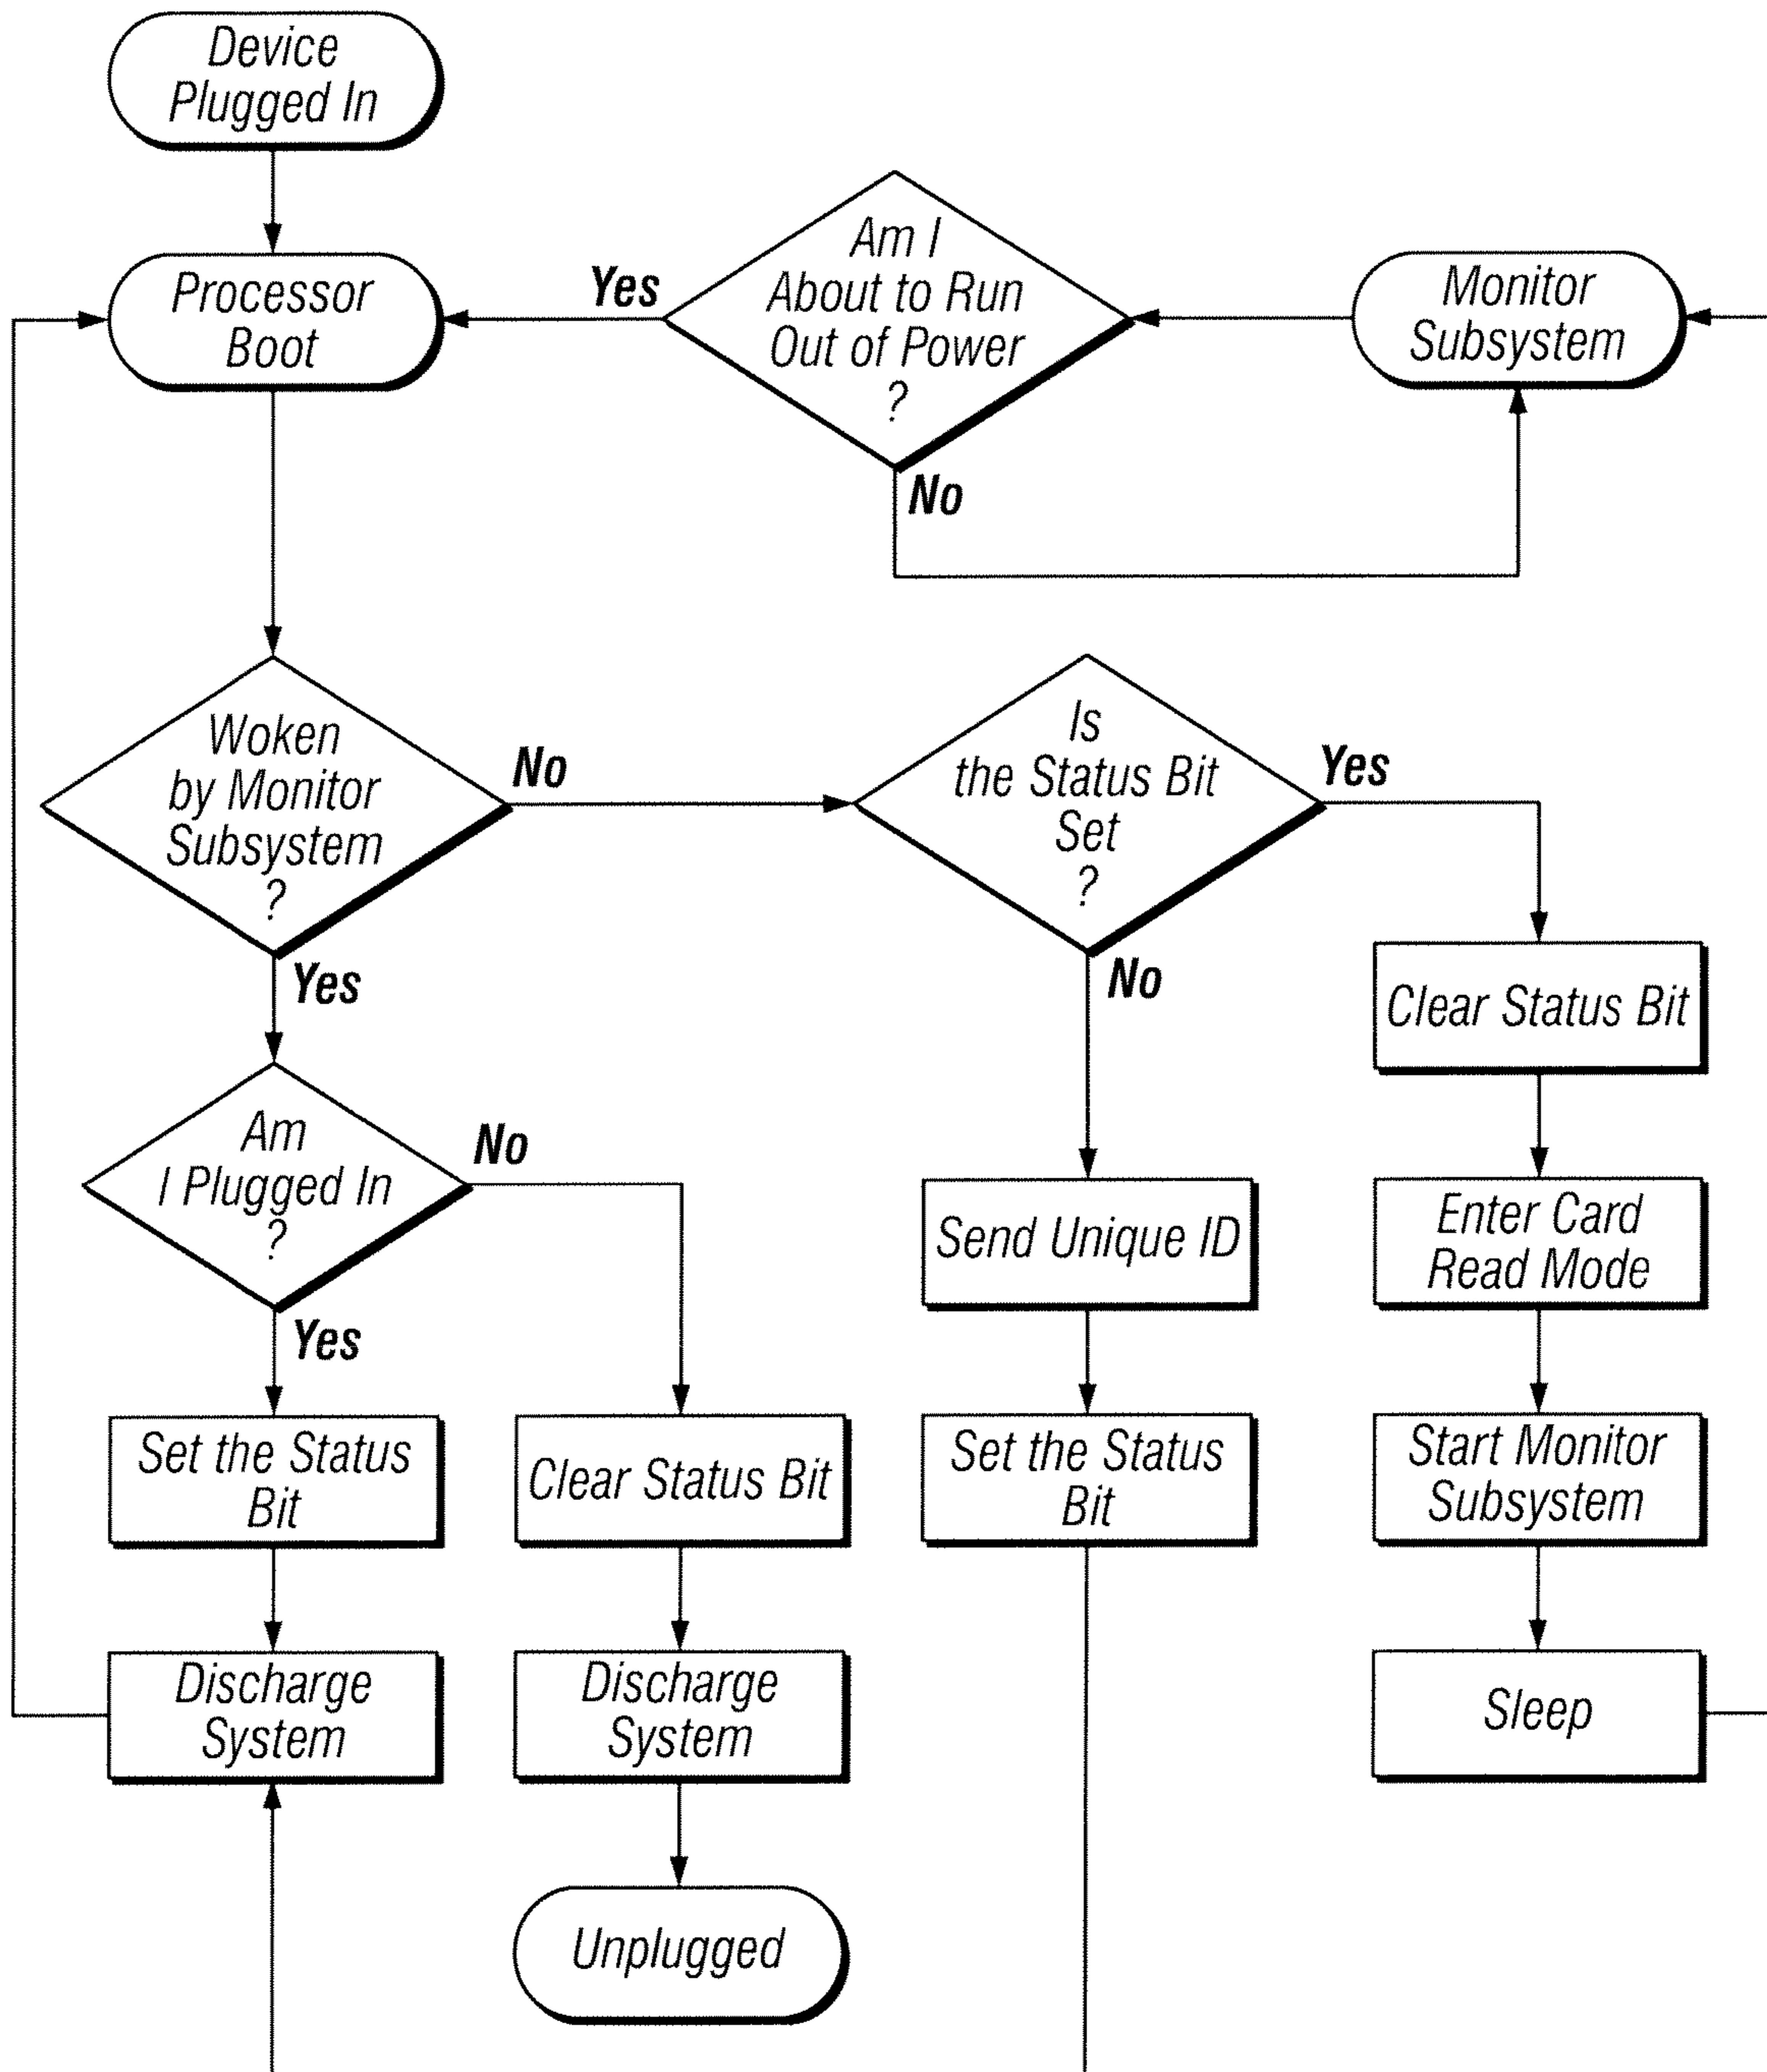 Device
Plugged In
Processor
Boot
Yes
Am I
About to Run
Out of Power
?
No
Monitor
Subsystem
Woken
by Monitor
Subsystem
?
No
Yes
Is
the Status Bit
Set
?
Yes
No
Clear Status Bit
Am
I Plugged In
?
No
Yes
Send Unique ID
Enter Card
Read Mode
Set the Status
Bit
Clear Status Bit
Set the Status
Bit
Start Monitor
Subsystem
Discharge
System
Discharge
System
Sleep
Unplugged